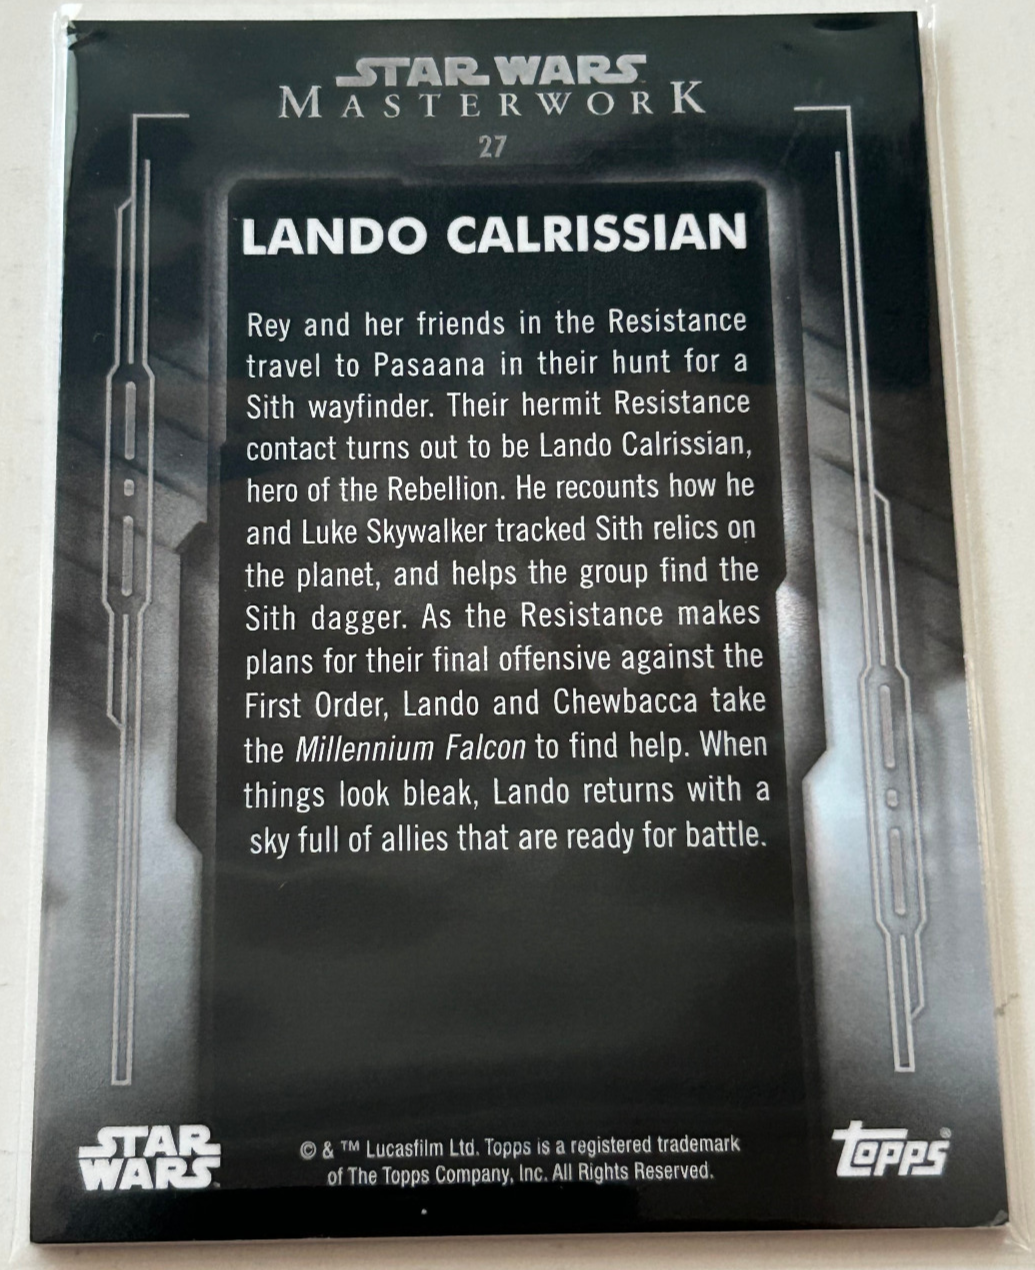 STAR WARS
MASTERWORK
27
LANDO CALRISSIAN
Rey and her friends in the Resistance
travel to Pasaana in their hunt for a
Sith wayfinder. Their hermit Resistance
contact turns out to be Lando Calrissian,
hero of the Rebellion. He recounts how he
and Luke Skywalker tracked Sith relics on
the planet, and helps the group find the
Sith dagger. As the Resistance makes
plans for their final offensive against the
First Order, Lando and Chewbacca take
the Millennium Falcon to find help. When
things look bleak, Lando returns with a
sky full of allies that are ready for battle.
STAR
WARS
© & ™ Lucasfilm Ltd. Topps is a registered trademark
of The Topps Company, Inc. All Rights Reserved.
topps®